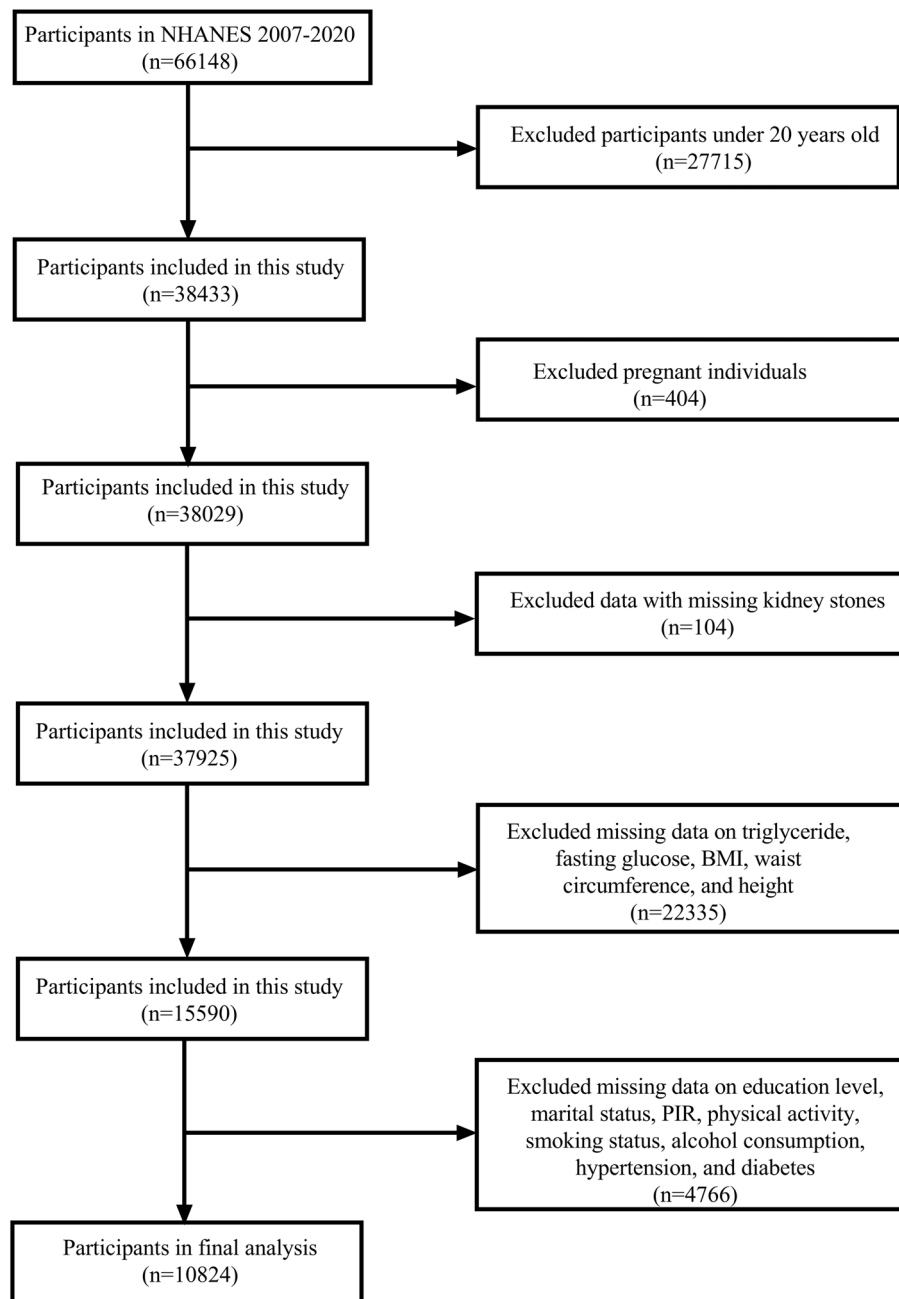 Participants in NHANES 2007-2020
(n=66148)
Excluded participants under 20 years old
(n=27715)
Participants included in this study
(n=38433)
Excluded pregnant individuals
(n=404)
Participants included in this study
(n=38029)
Excluded data with missing kidney stones
(n=104)
Participants included in this study
(n=37925)
Excluded missing data on triglyceride,
fasting glucose, BMI, waist
circumference, and height
(n=22335)
Participants included in this study
(n=15590)
Excluded missing data on education level,
marital status, PIR, physical activity,
smoking status, alcohol consumption,
hypertension, and diabetes
(n=4766)
Participants in final analysis
(n=10824)